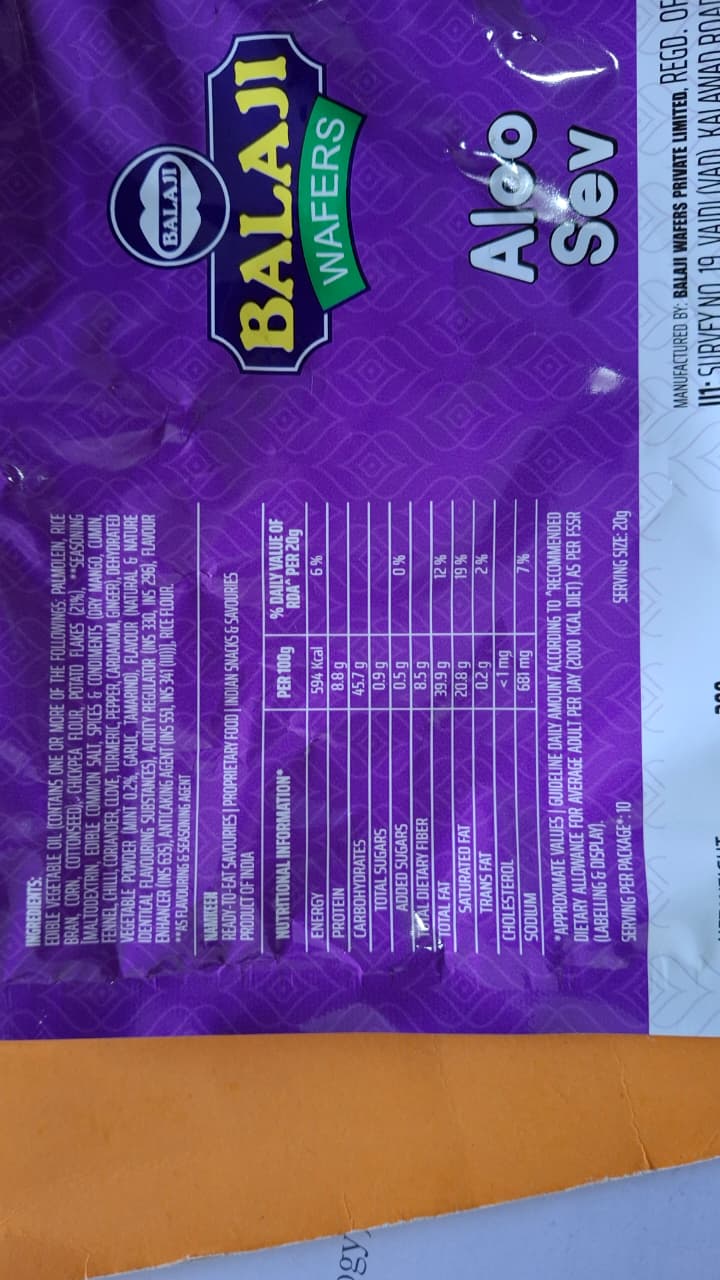 INGREDIENTS:
EDIBLE VEGETABLE OIL (CONTAINS ONE OR MORE OF THE FOLLOWINGS: PALMOLEIN, RICE
BRAN, CORN, COTTONSEED), CHICKPEA FLOUR, POTATO FLAKES (21%), **SEASONING
[MALTODEXTRIN, EDIBLE COMMON SALT, SPICES & CONDIMENTS (DRY MANGO, CUMIN,
FENNEL, CHILLI, CORIANDER, CLOVE, TURMERIC, PEPPER, CARDAMOM, GINGER), DEHYDRATED
VEGETABLE POWDER (MINT 0.2%, GARLIC, TAMARIND), FLAVOUR (NATURAL & NATURE
IDENTICAL FLAVOURING SUBSTANCES), ACIDITY REGULATOR (INS 330, INS 296), FLAVOUR
ENHANCER (INS 635), ANTICAKING AGENT (INS 551, INS 341 (III))], RICE FLOUR.
**AS FLAVOURING & SEASONING AGENT
NAMKEEN
READY-TO-EAT SAVOURIES | PROPRIETARY FOOD | INDIAN SNACKS & SAVOURIES
PRODUCT OF INDIA
NUTRITIONAL INFORMATION* PER 100g % DAILY VALUE OF RDA^ PER 20g
ENERGY 594 Kcal 6 %
PROTEIN 8.8 g
CARBOHYDRATES 45.7 g
TOTAL SUGARS 0.9 g
ADDED SUGARS 0.5 g 0 %
TOTAL DIETARY FIBER 8.5 g
TOTAL FAT 39.9 g 12 %
SATURATED FAT 20.8 g 19 %
TRANS FAT 0.2 g 2 %
CHOLESTEROL <1 mg
SODIUM 681 mg 7 %
*APPROXIMATE VALUES | GUIDELINE DAILY AMOUNT ACCORDING TO ^RECOMMENDED
DIETARY ALLOWANCE FOR AVERAGE ADULT PER DAY (2000 KCAL DIET) AS PER FSSR
(LABELLING & DISPLAY).
SERVING PER PACKAGE*: 10 SERVING SIZE: 20g
BALAJI
BALAJI
WAFERS
Aloo
Sev
MANUFACTURED BY: BALAJI WAFERS PRIVATE LIMITED, REGD.
U1: SURVEY NO. 19, VAJDI (VAD), KALAWAD